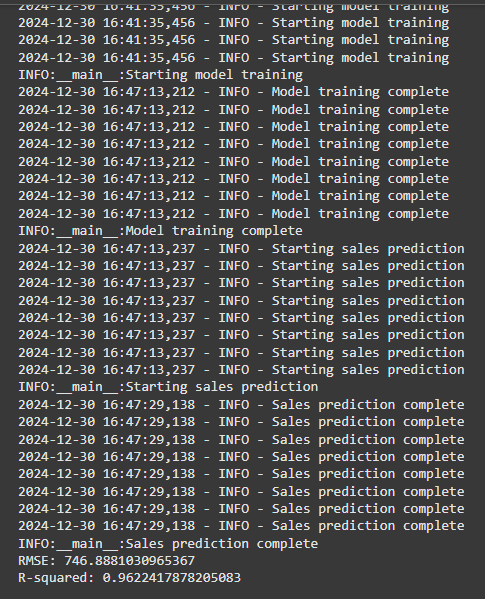 2024-12-30 16:41:35,456 - INFO - Starting model training
2024-12-30 16:41:35,456 - INFO - Starting model training
2024-12-30 16:41:35,456 - INFO - Starting model training
2024-12-30 16:41:35,456 - INFO - Starting model training
INFO:__main__:Starting model training
2024-12-30 16:47:13,212 - INFO - Model training complete
2024-12-30 16:47:13,212 - INFO - Model training complete
2024-12-30 16:47:13,212 - INFO - Model training complete
2024-12-30 16:47:13,212 - INFO - Model training complete
2024-12-30 16:47:13,212 - INFO - Model training complete
2024-12-30 16:47:13,212 - INFO - Model training complete
2024-12-30 16:47:13,212 - INFO - Model training complete
2024-12-30 16:47:13,212 - INFO - Model training complete
INFO:__main__:Model training complete
2024-12-30 16:47:13,237 - INFO - Starting sales prediction
2024-12-30 16:47:13,237 - INFO - Starting sales prediction
2024-12-30 16:47:13,237 - INFO - Starting sales prediction
2024-12-30 16:47:13,237 - INFO - Starting sales prediction
2024-12-30 16:47:13,237 - INFO - Starting sales prediction
2024-12-30 16:47:13,237 - INFO - Starting sales prediction
2024-12-30 16:47:13,237 - INFO - Starting sales prediction
2024-12-30 16:47:13,237 - INFO - Starting sales prediction
INFO:__main__:Starting sales prediction
2024-12-30 16:47:29,138 - INFO - Sales prediction complete
2024-12-30 16:47:29,138 - INFO - Sales prediction complete
2024-12-30 16:47:29,138 - INFO - Sales prediction complete
2024-12-30 16:47:29,138 - INFO - Sales prediction complete
2024-12-30 16:47:29,138 - INFO - Sales prediction complete
2024-12-30 16:47:29,138 - INFO - Sales prediction complete
2024-12-30 16:47:29,138 - INFO - Sales prediction complete
2024-12-30 16:47:29,138 - INFO - Sales prediction complete
INFO:__main__:Sales prediction complete
RMSE: 746.8881030965367
R-squared: 0.9622417878205083